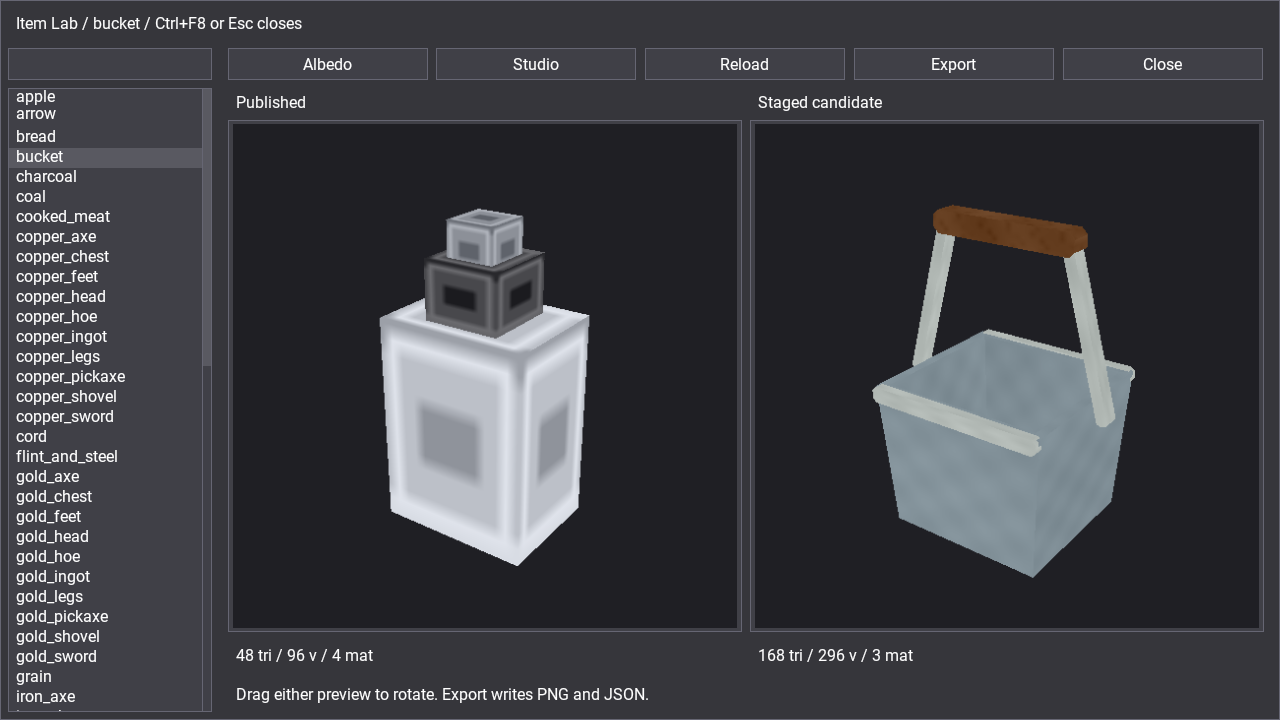 Item Lab / bucket / Ctrl+F8 or Esc closes
Albedo
Studio
Reload
Export
Close
apple
arrow
bread
bucket
charcoal
coal
cooked_meat
copper_axe
copper_chest
copper_feet
copper_head
copper_hoe
copper_ingot
copper_legs
copper_pickaxe
copper_shovel
copper_sword
cord
flint_and_steel
gold_axe
gold_chest
gold_feet
gold_head
gold_hoe
gold_ingot
gold_legs
gold_pickaxe
gold_shovel
gold_sword
grain
iron_axe
Published
Staged candidate
48 tri / 96 v / 4 mat
168 tri / 296 v / 3 mat
Drag either preview to rotate. Export writes PNG and JSON.